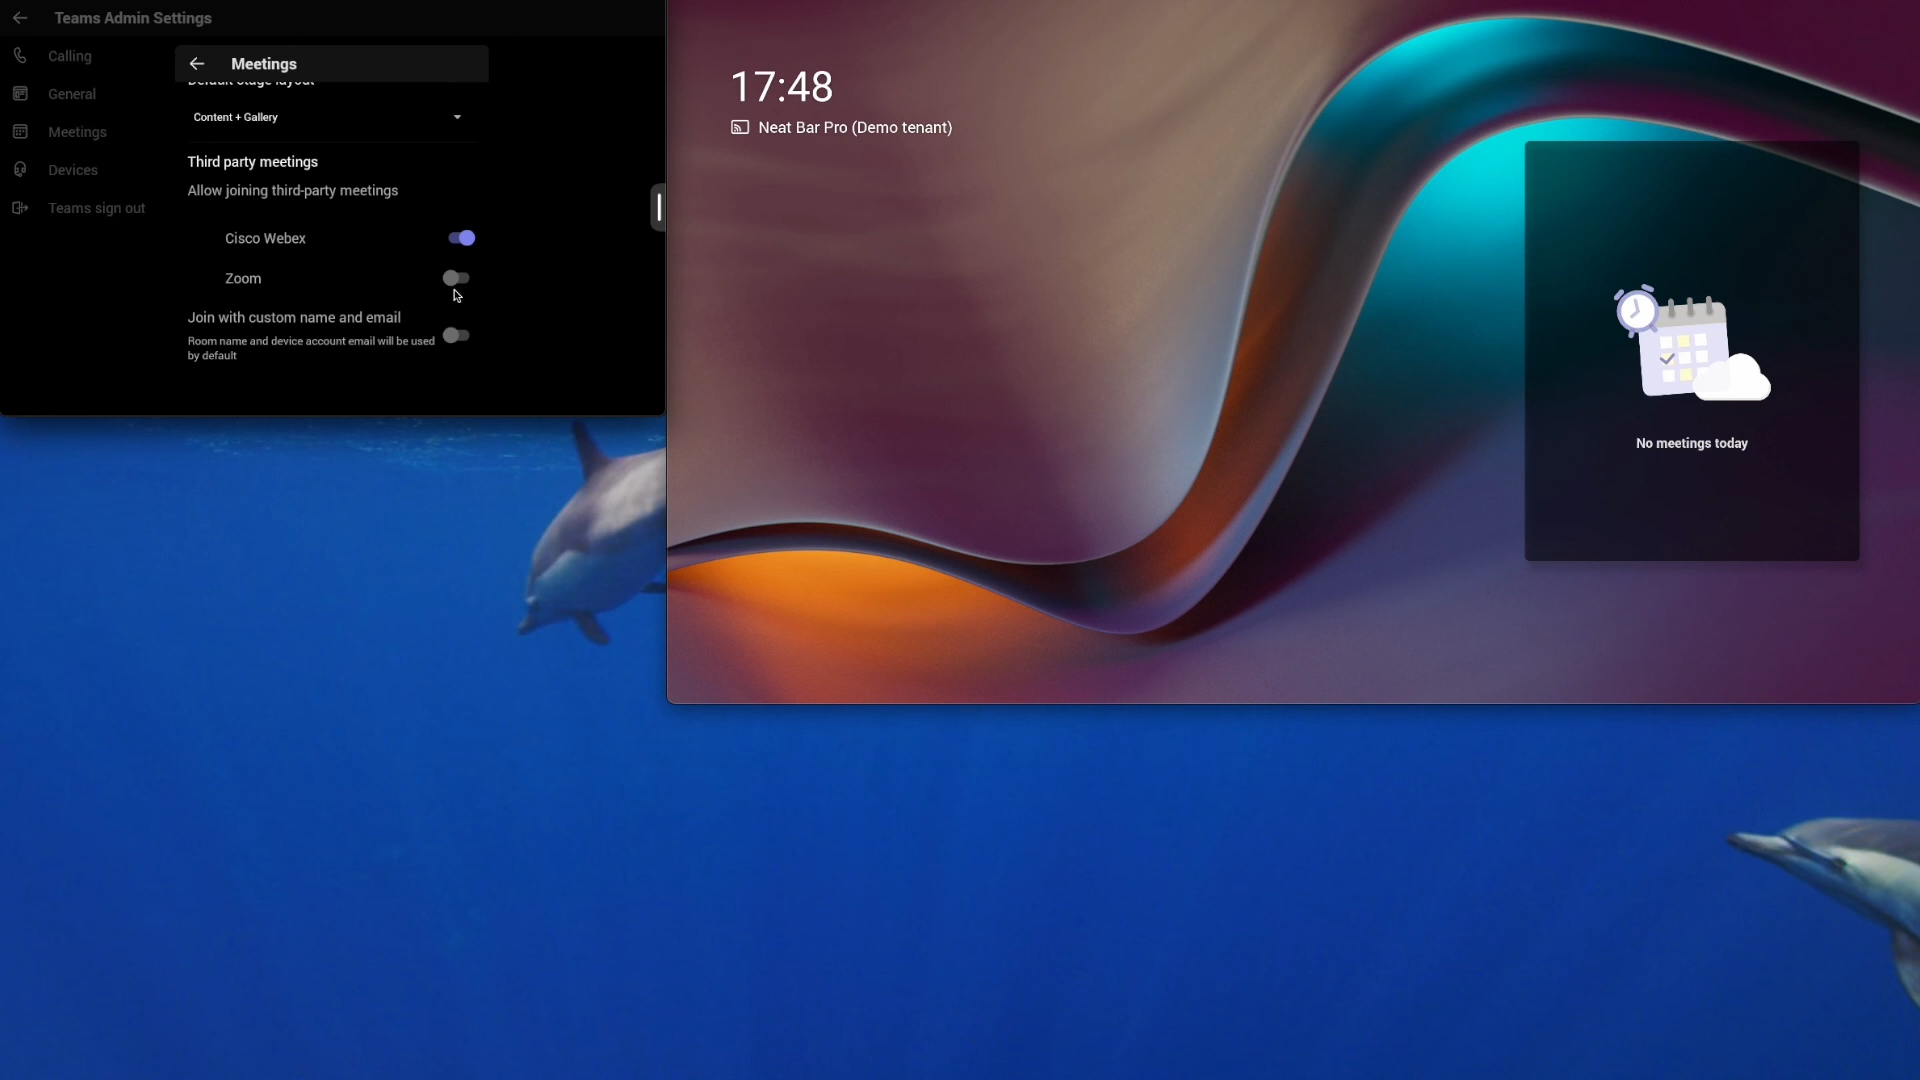 Teams Admin Settings
Calling
General
Meetings
Devices
Teams sign out
Meetings
Default stage layout
Content + Gallery
Third party meetings
Allow joining third-party meetings
Cisco Webex
Zoom
Join with custom name and email
Room name and device account email will be used
by default
17:48
Neat Bar Pro (Demo tenant)
No meetings today